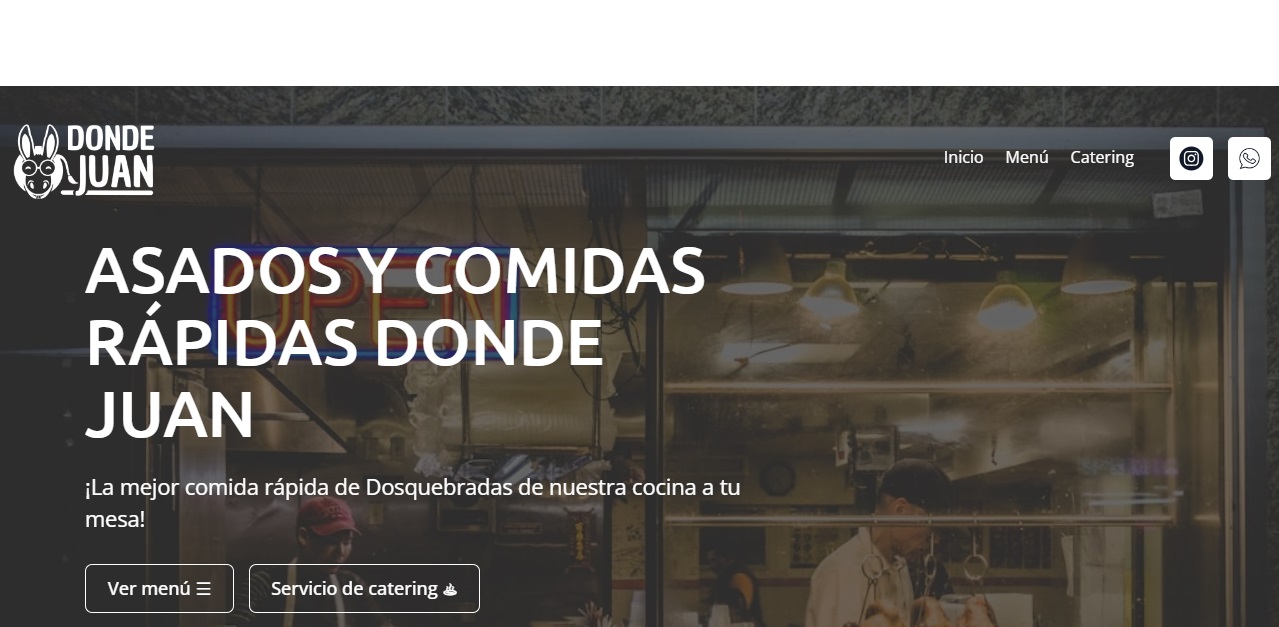 DONDE
JUAN
Inicio Menú Catering
OPEN
ASADOS Y COMIDAS
RÁPIDAS DONDE
JUAN
¡La mejor comida rápida de Dosquebradas de nuestra cocina a tu
mesa!
Ver menú
Servicio de catering